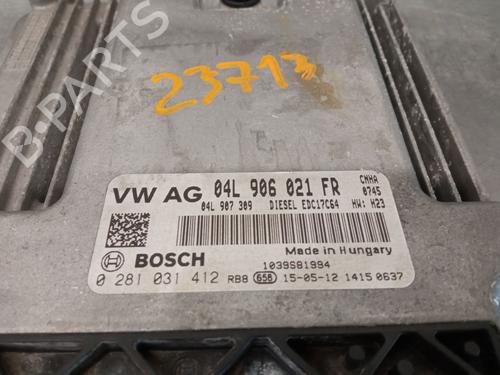 B-PARTS
23713
VW AG 04L 906 021 FR CMHA
04L 907 309 DIESEL EDC17C64 0745
HW: H23
BOSCH Made in Hungary
1039S81994
0 281 031 412 RB8 658 15-05-12 1415 0637